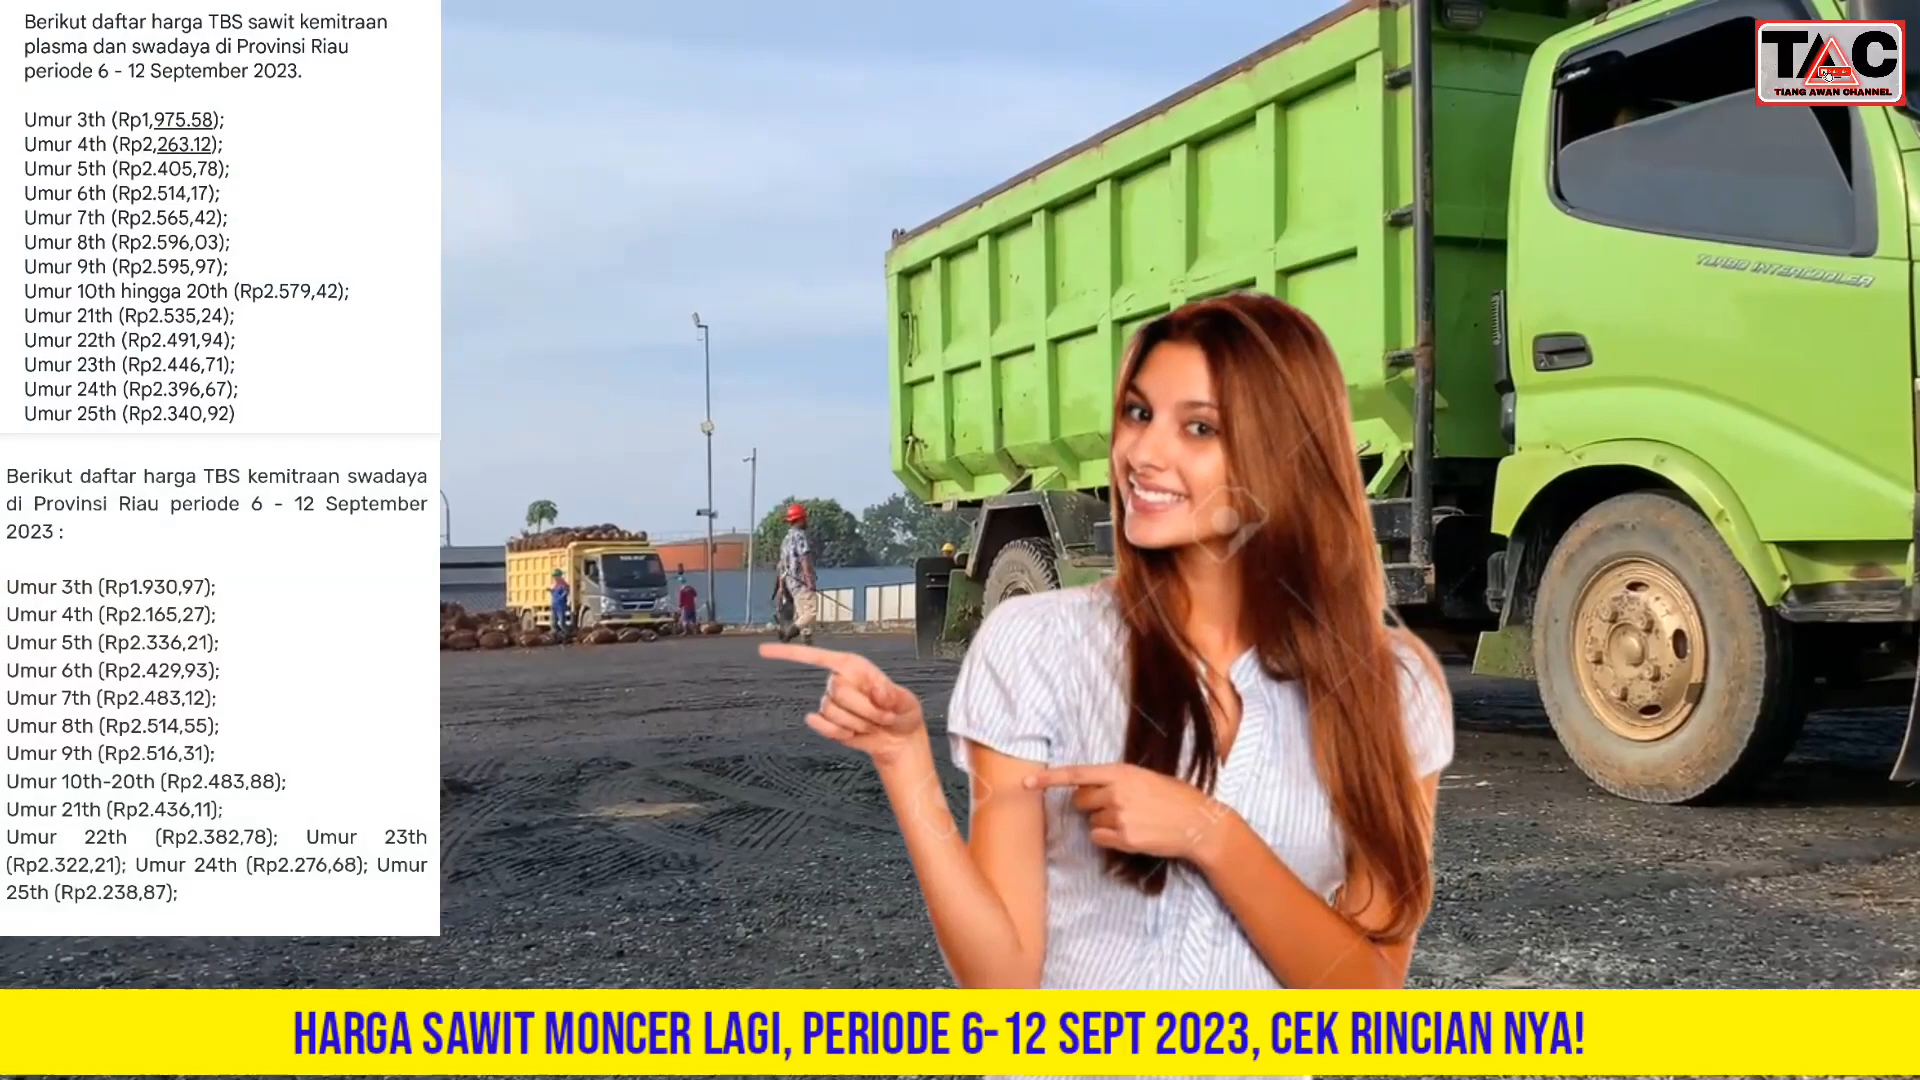 Berikut daftar harga TBS sawit kemitraan
plasma dan swadaya di Provinsi Riau
periode 6 - 12 September 2023.
Umur 3th (Rp1,975.58);
Umur 4th (Rp2,263.12);
Umur 5th (Rp2.405,78);
Umur 6th (Rp2.514,17);
Umur 7th (Rp2.565,42);
Umur 8th (Rp2.596,03);
Umur 9th (Rp2.595,97);
Umur 10th hingga 20th (Rp2.579,42);
Umur 21th (Rp2.535,24);
Umur 22th (Rp2.491,94);
Umur 23th (Rp2.446,71);
Umur 24th (Rp2.396,67);
Umur 25th (Rp2.340,92)
Berikut daftar harga TBS kemitraan swadaya
di Provinsi Riau periode 6 - 12 September
2023 :
Umur 3th (Rp1.930,97);
Umur 4th (Rp2.165,27);
Umur 5th (Rp2.336,21);
Umur 6th (Rp2.429,93);
Umur 7th (Rp2.483,12);
Umur 8th (Rp2.514,55);
Umur 9th (Rp2.516,31);
Umur 10th-20th (Rp2.483,88);
Umur 21th (Rp2.436,11);
Umur 22th (Rp2.382,78); Umur 23th
(Rp2.322,21); Umur 24th (Rp2.276,68); Umur
25th (Rp2.238,87);
TAC
TIANG AWAN CHANNEL
TURBO INTERCOOLER
HARGA SAWIT MONCER LAGI, PERIODE 6-12 SEPT 2023, CEK RINCIAN NYA!